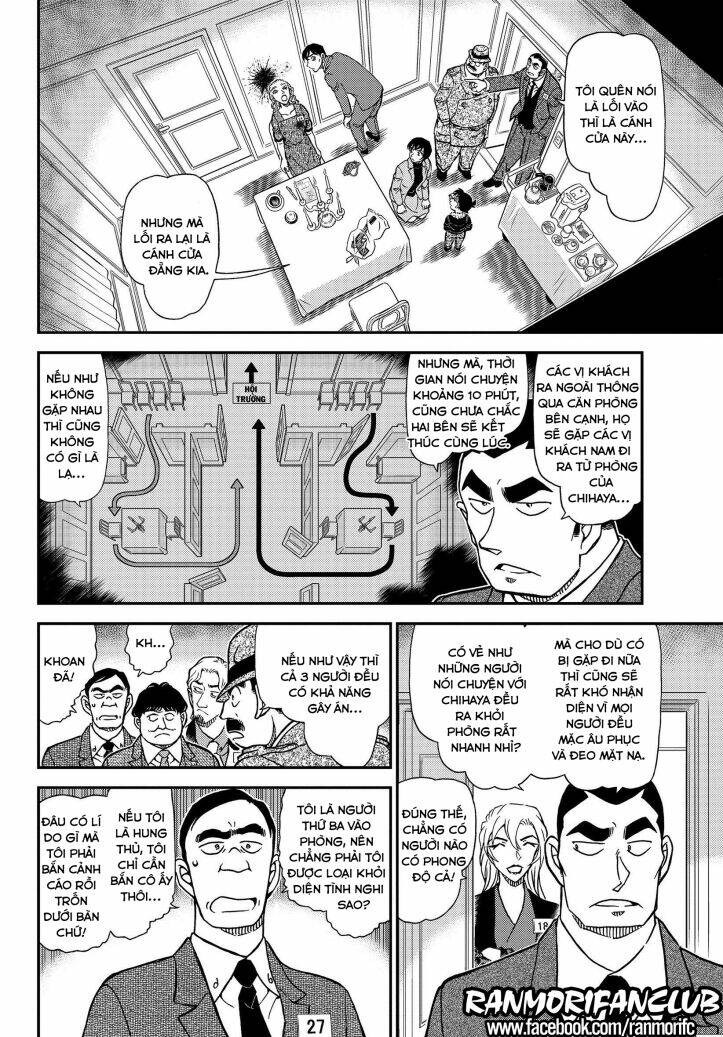 TÔI QUÊN NÓI
LÀ LỐI VÀO
THÌ LÀ CÁNH
CỬA NÀY...
NHƯNG MÀ
LỐI RA LẠI LÀ
CÁNH CỬA
ĐẰNG KIA.
CÁC VỊ KHÁCH
RA NGOÀI THÔNG
QUA CĂN PHÒNG
BÊN CẠNH, HỌ
SẼ GẶP CÁC VỊ
KHÁCH NAM ĐI
RA TỪ PHÒNG
CỦA
CHIHAYA...
NHƯNG MÀ, THỜI
GIAN NÓI CHUYỆN
KHOẢNG 10 PHÚT,
CŨNG CHƯA CHẮC
HAI BÊN SẼ KẾT
THÚC CÙNG LÚC.
HỘI
TRƯỜNG
NẾU NHƯ
KHÔNG
GẶP NHAU
THÌ CŨNG
KHÔNG
CÓ GÌ LÀ
LẠ...
MÀ CHO DÙ CÓ
BỊ GẶP ĐI NỮA
THÌ CŨNG SẼ
RẤT KHÓ NHẬN
DIỆN VÌ MỌI
NGƯỜI ĐỀU
MẶC ÂU PHỤC
VÀ ĐEO MẶT NẠ.
CÓ VẺ NHƯ
NHỮNG NGƯỜI
NÓI CHUYỆN VỚI
CHIHAYA ĐỀU
RA KHỎI
PHÒNG RẤT
NHANH NHỈ?
ĐÚNG THẾ,
CHẲNG CÓ
NGƯỜI NÀO
CÓ PHONG
ĐỘ CẢ!
18
NẾU NHƯ VẬY THÌ
CẢ 3 NGƯỜI ĐỀU
CÓ KHẢ NĂNG
GÂY ÁN...
KH...
KHOAN
ĐÃ!
TÔI LÀ NGƯỜI
THỨ BA VÀO
PHÒNG, NÊN
CHẲNG PHẢI TÔI
ĐƯỢC LOẠI KHỎI
DIỆN TÌNH NGHI
SAO?
NẾU TÔI
LÀ HUNG
THỦ, TÔI
CHỈ CẦN
BẮN CÔ ẤY
THÔI...
ĐÂU CÓ LÍ
DO GÌ MÀ
TÔI PHẢI
BẮN CẢNH
CÁO RỒI
TRỐN
DƯỚI BÀN
CHỨ!
27
RANMORIFANCLUB
www.facebook.com/ranmorifc